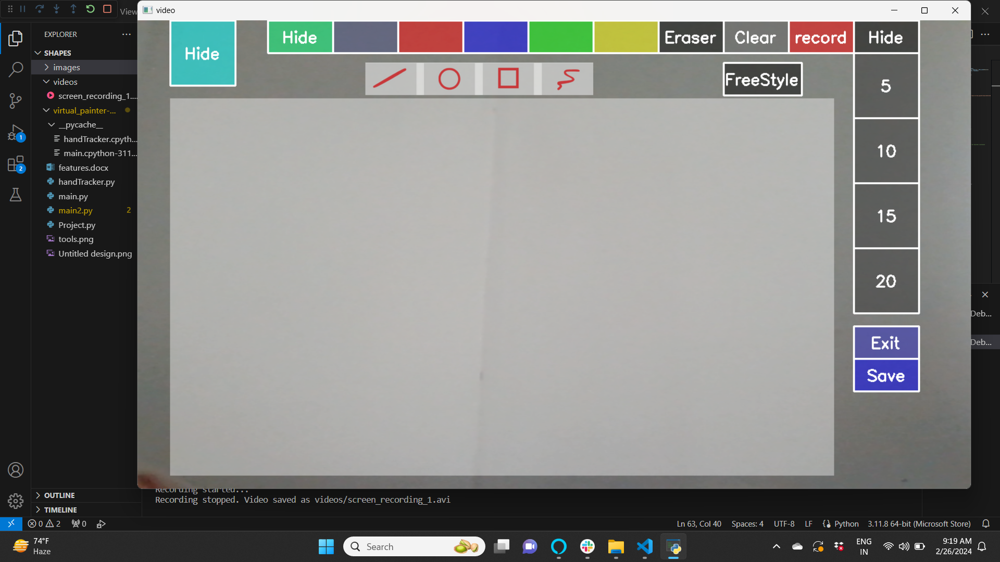 View
video
EXPLORER
SHAPES
images
videos
screen_recording_1....
virtual_painter-...
__pycache__
handTracker.cpyth...
main.cpython-311...
features.docx
handTracker.py
main.py
main2.py 2
Project.py
tools.png
Untitled design.png
OUTLINE
TIMELINE
1
2
Hide
Hide
Eraser
Clear
record
Hide
FreeStyle
5
10
15
20
Exit
Save
Deb...
Deb...
Recording started...
Recording stopped. Video saved as videos/screen_recording_1.avi
0 2 0
Ln 63, Col 40 Spaces: 4 UTF-8 LF Python 3.11.8 64-bit (Microsoft Store)
74°F
Haze
Search
ENG
IN
9:19 AM
2/26/2024